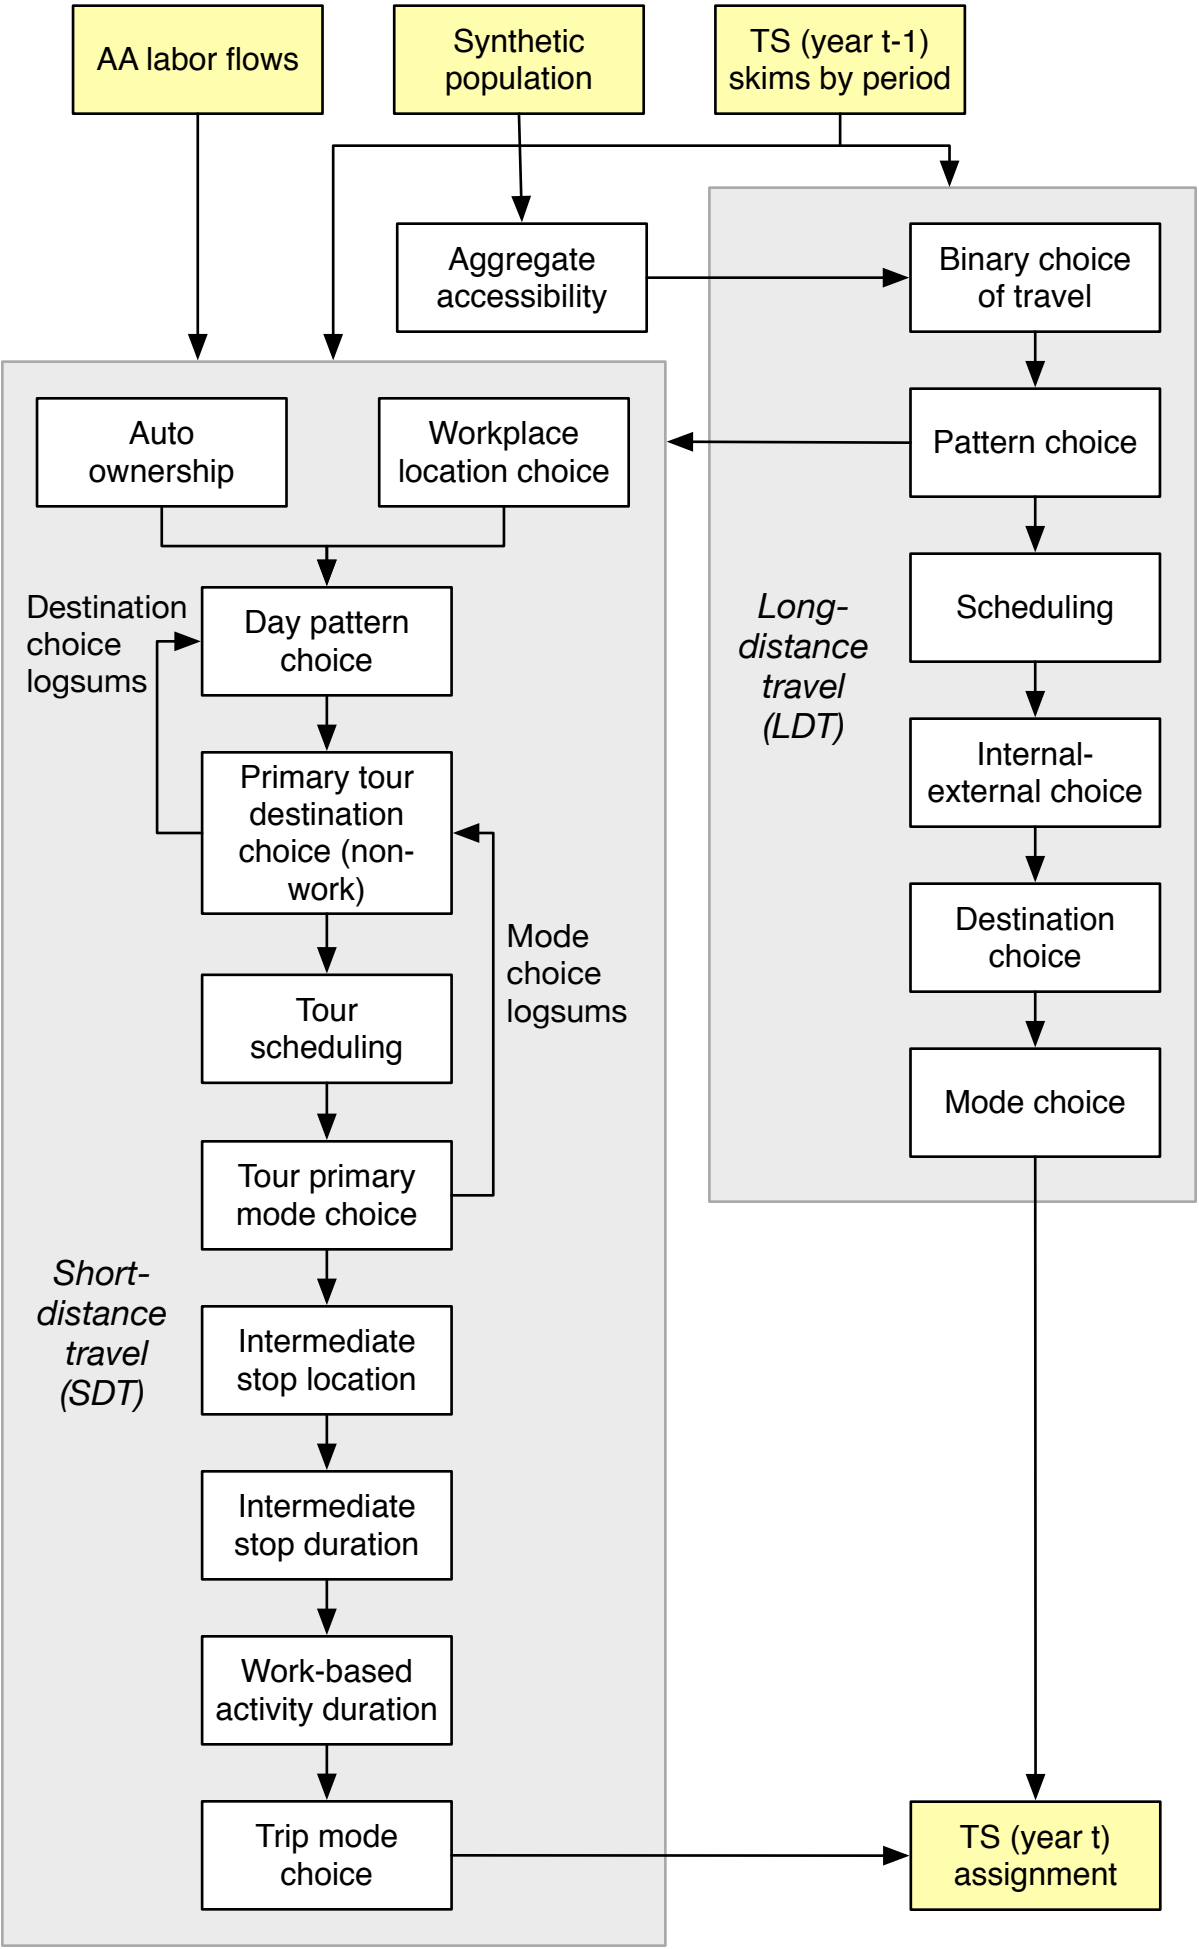 AA labor flows
Synthetic
population
TS (year t-1)
skims by period
Aggregate
accessibility
Binary choice
of travel
Auto
ownership
Workplace
location choice
Pattern choice
Destination
choice
logsums
Day pattern
choice
Long-
distance
travel
(LDT)
Scheduling
Primary tour
destination
choice (non-
work)
Internal-
external choice
Mode
choice
logsums
Destination
choice
Tour
scheduling
Mode choice
Tour primary
mode choice
Short-
distance
travel
(SDT)
Intermediate
stop location
Intermediate
stop duration
Work-based
activity duration
Trip mode
choice
TS (year t)
assignment